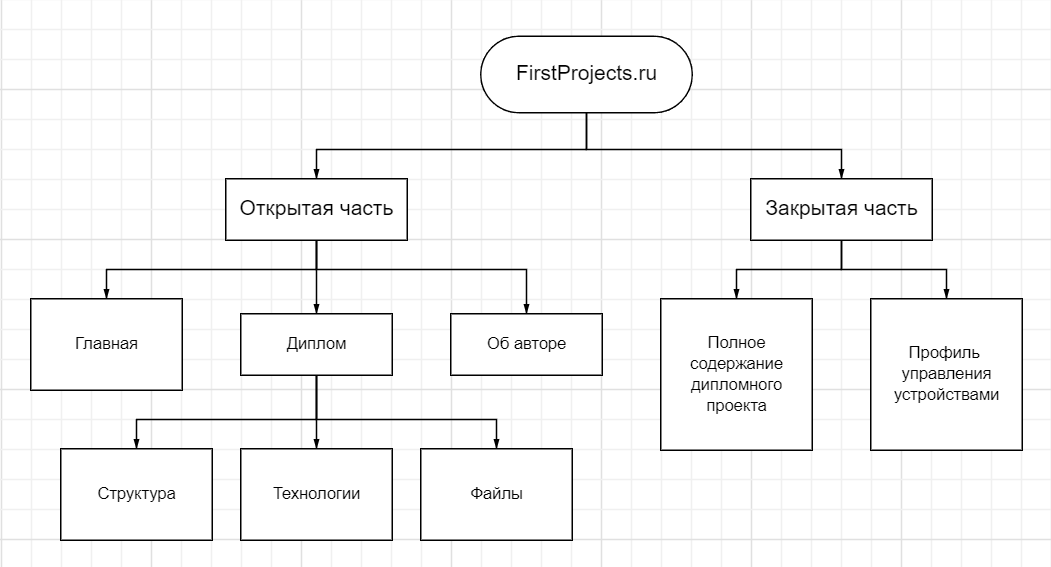 FirstProjects.ru
Открытая часть
Закрытая часть
Главная
Диплом
Об авторе
Полное
содержание
дипломного
проекта
Профиль
управления
устройствами
Структура
Технологии
Файлы